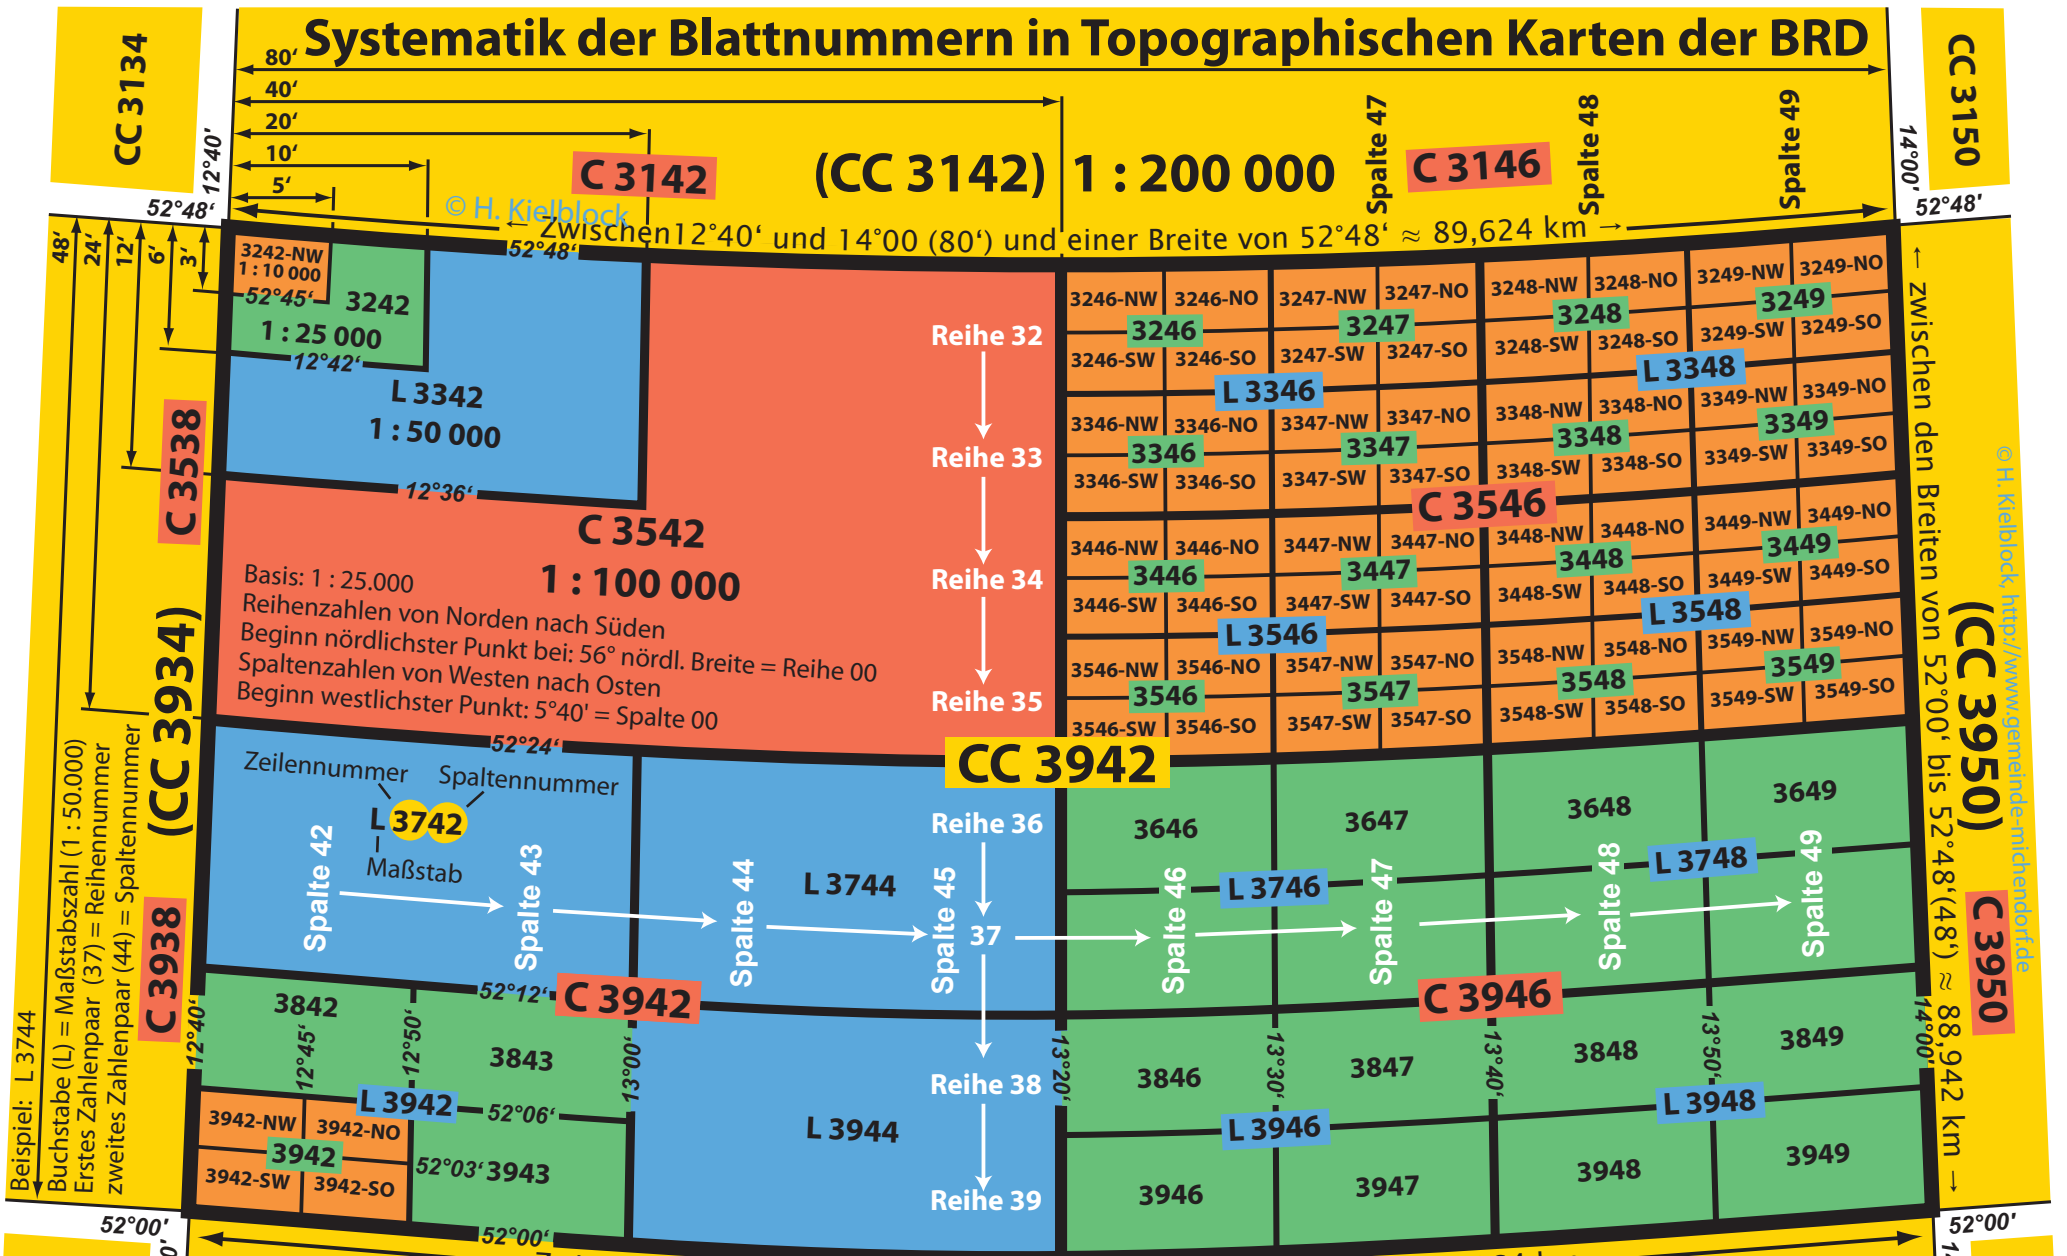 Systematik der Blattnummern in Topographischen Karten der BRD
CC 3134
CC 3150
80‘
40‘
20‘
10‘
5‘
C 3142
(CC 3142)
1 : 200 000
Spalte 47
C 3146
Spalte 48
Spalte 49
12°40'
14°00'
52°48'
52°48'
© H. Kielblock
← Zwischen12°40‘ und 14°00 (80‘) und einer Breite von 52°48‘ ≈ 89,624 km →
48‘
24‘
12‘
6‘
3‘
52°48‘
3242-NW
1 : 10 000
52°45‘
3242
1 : 25 000
12°42‘
L 3342
1 : 50 000
12°36‘
C 3542
1 : 100 000
Basis: 1 : 25.000
Reihenzahlen von Norden nach Süden
Beginn nördlichster Punkt bei: 56° nördl. Breite = Reihe 00
Spaltenzahlen von Westen nach Osten
Beginn westlichster Punkt: 5°40' = Spalte 00
Reihe 32
Reihe 33
Reihe 34
Reihe 35
3246-NW 3246-NO 3247-NW 3247-NO 3248-NW 3248-NO 3249-NW 3249-NO
3246 3247 3248 3249
3246-SW 3246-SO 3247-SW 3247-SO 3248-SW 3248-SO 3249-SW 3249-SO
L 3346 L 3348
3346-NW 3346-NO 3347-NW 3347-NO 3348-NW 3348-NO 3349-NW 3349-NO
3346 3347 3348 3349
3346-SW 3346-SO 3347-SW 3347-SO 3348-SW 3348-SO 3349-SW 3349-SO
C 3546
3446-NW 3446-NO 3447-NW 3447-NO 3448-NW 3448-NO 3449-NW 3449-NO
3446 3447 3448 3449
3446-SW 3446-SO 3447-SW 3447-SO 3448-SW 3448-SO 3449-SW 3449-SO
L 3546 L 3548
3546-NW 3546-NO 3547-NW 3547-NO 3548-NW 3548-NO 3549-NW 3549-NO
3546 3547 3548 3549
3546-SW 3546-SO 3547-SW 3547-SO 3548-SW 3548-SO 3549-SW 3549-SO
C 3538
(CC 3934)
C 3938
Beispiel: L 3744
Buchstabe (L) = Maßstabszahl (1 : 50.000)
Erstes Zahlenpaar (37) = Reihennummer
zweites Zahlenpaar (44) = Spaltennummer
← zwischen den Breiten von 52°00‘ bis 52°48‘(48‘) ≈ 88,942 km →
(CC 3950)
C 3950
© H. Kielblock, http://www.gemeinde-michendorf.de
52°24‘
CC 3942
Zeilennummer
Spaltennummer
L 3742
Maßstab
Reihe 36
3646 3647 3648 3649
L 3744
L 3746 L 3748
Spalte 42
Spalte 43
Spalte 44
Spalte 45
37
Spalte 46
Spalte 47
Spalte 48
Spalte 49
52°12‘
C 3942
C 3946
12°40‘
12°45‘
12°50‘
13°00‘
13°20‘
13°30‘
13°40‘
13°50‘
14°00‘
3842
3843
Reihe 38
3846 3847 3848 3849
L 3942
52°06‘
L 3944
L 3946 L 3948
3942-NW 3942-NO
3942
3942-SW 3942-SO
52°03‘
3943
Reihe 39
3946 3947 3948 3949
52°00‘
52°00'
52°00'